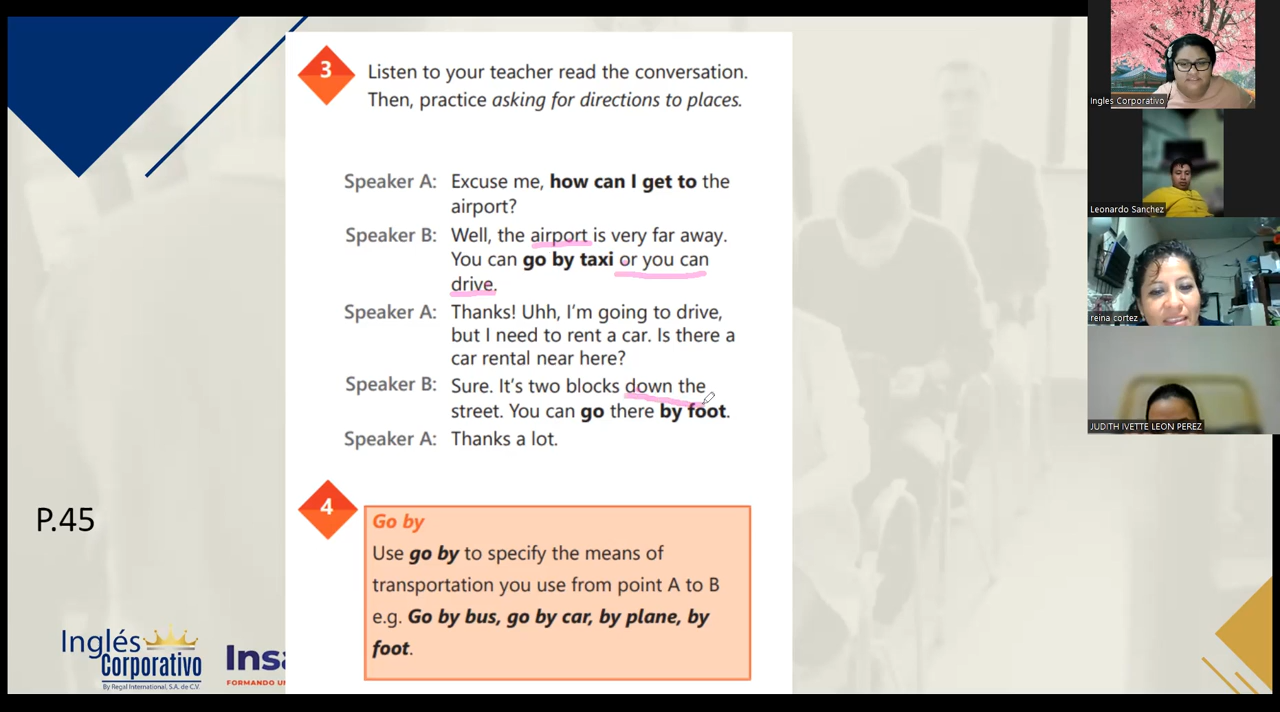 3
Listen to your teacher read the conversation.
Then, practice asking for directions to places.
Speaker A: Excuse me, how can I get to the
airport?
Speaker B: Well, the airport is very far away.
You can go by taxi or you can
drive.
Speaker A: Thanks! Uhh, I'm going to drive,
but I need to rent a car. Is there a
car rental near here?
Speaker B: Sure. It's two blocks down the
street. You can go there by foot.
Speaker A: Thanks a lot.
4
Go by
Use go by to specify the means of
transportation you use from point A to B
e.g. Go by bus, go by car, by plane, by
foot.
P.45
Inglés
Corporativo
By Regal International, S.A. de C.V.
Insa
FORMANDO UN
Ingles Corporativo
Leonardo Sanchez
reina cortez
JUDITH IVETTE LEON PEREZ